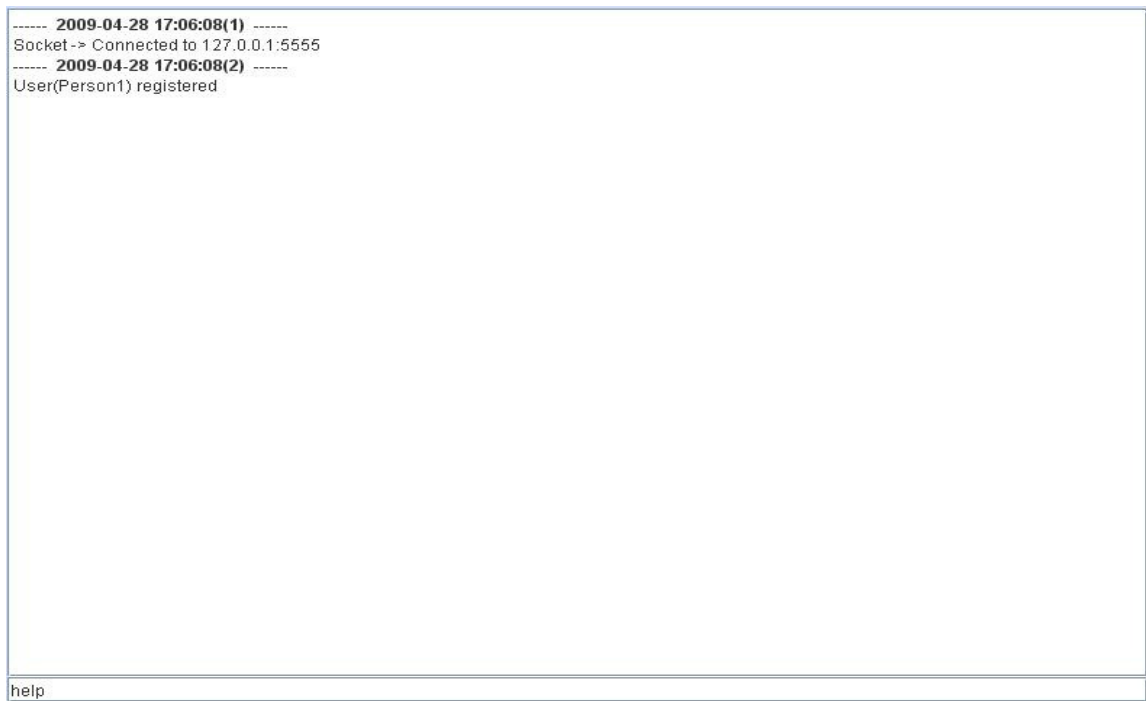 ------ 2009-04-28 17:06:08(1) ------
Socket -> Connected to 127.0.0.1:5555
------ 2009-04-28 17:06:08(2) ------
User(Person1) registered
help